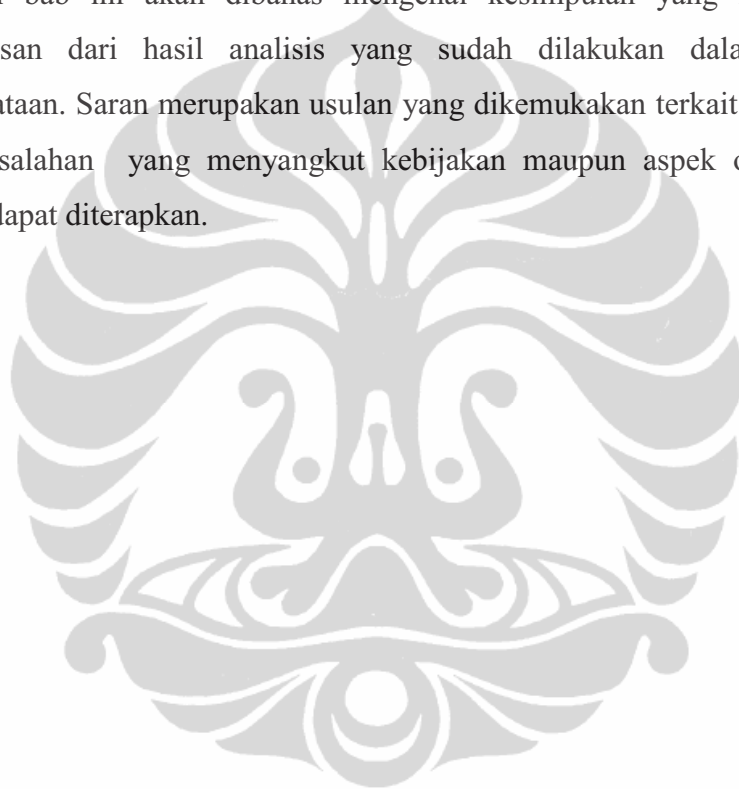 bab ini akan dibahas mengenai kesimpulan yang
san dari hasil analisis yang sudah dilakukan dala
ataan. Saran merupakan usulan yang dikemukakan terkait
salahan yang menyangkut kebijakan maupun aspek o
dapat diterapkan.